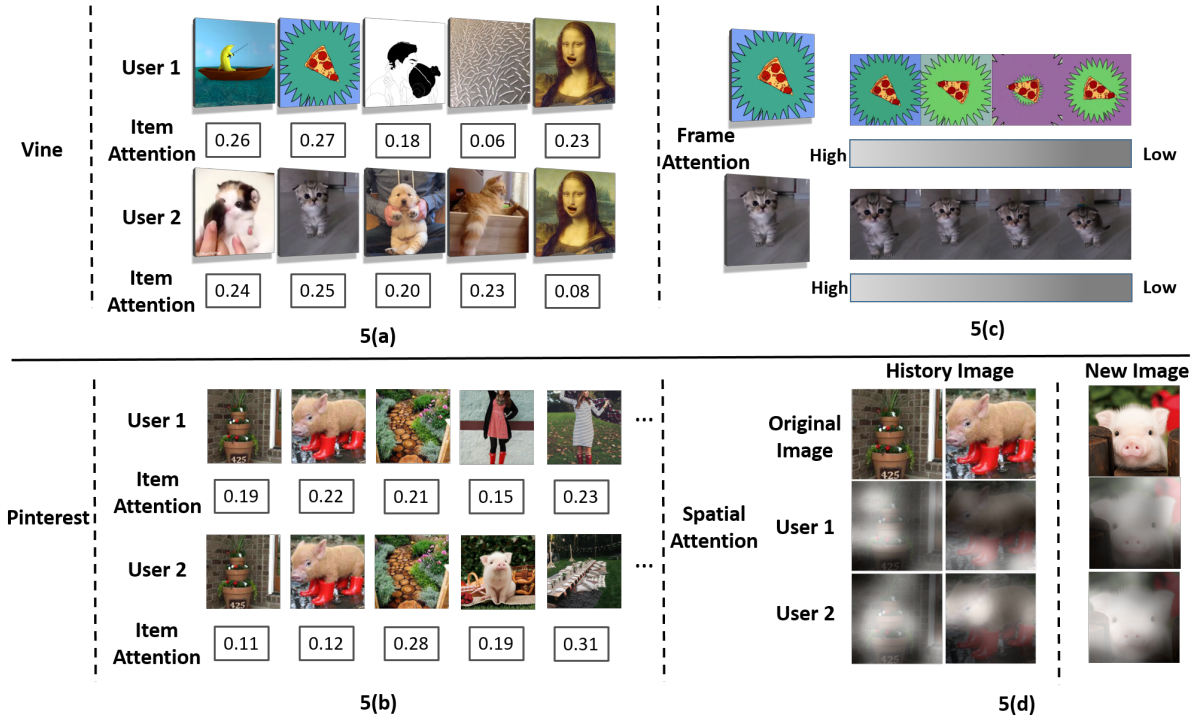 Vine
User 1
Item
Attention
0.26
0.27
0.18
0.06
0.23
User 2
Item
Attention
0.24
0.25
0.20
0.23
0.08
5(a)
Frame
Attention
High
Low
High
Low
5(c)
Pinterest
User 1
425
...
Item
Attention
0.19
0.22
0.21
0.15
0.23
User 2
425
...
Item
Attention
0.11
0.12
0.28
0.19
0.31
5(b)
History Image
New Image
Original
Image
425
Spatial
Attention
User 1
User 2
5(d)